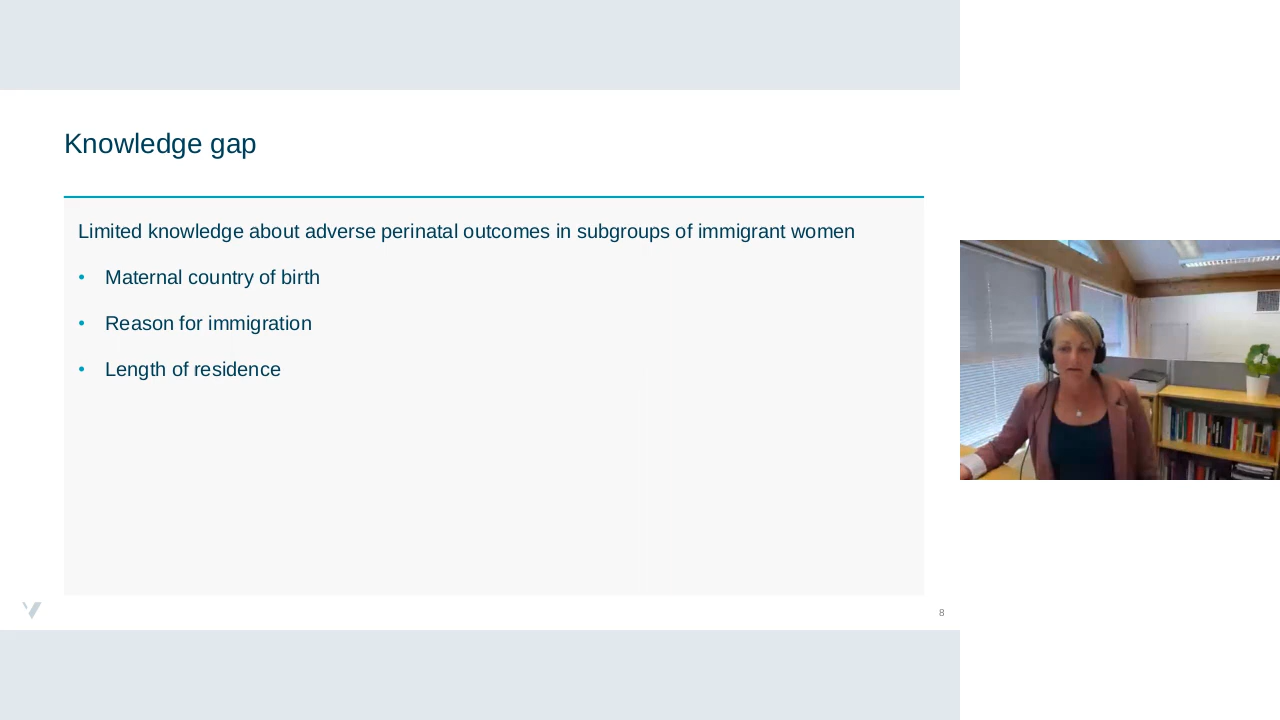 Knowledge gap
Limited knowledge about adverse perinatal outcomes in subgroups of immigrant women
• Maternal country of birth
• Reason for immigration
• Length of residence
8